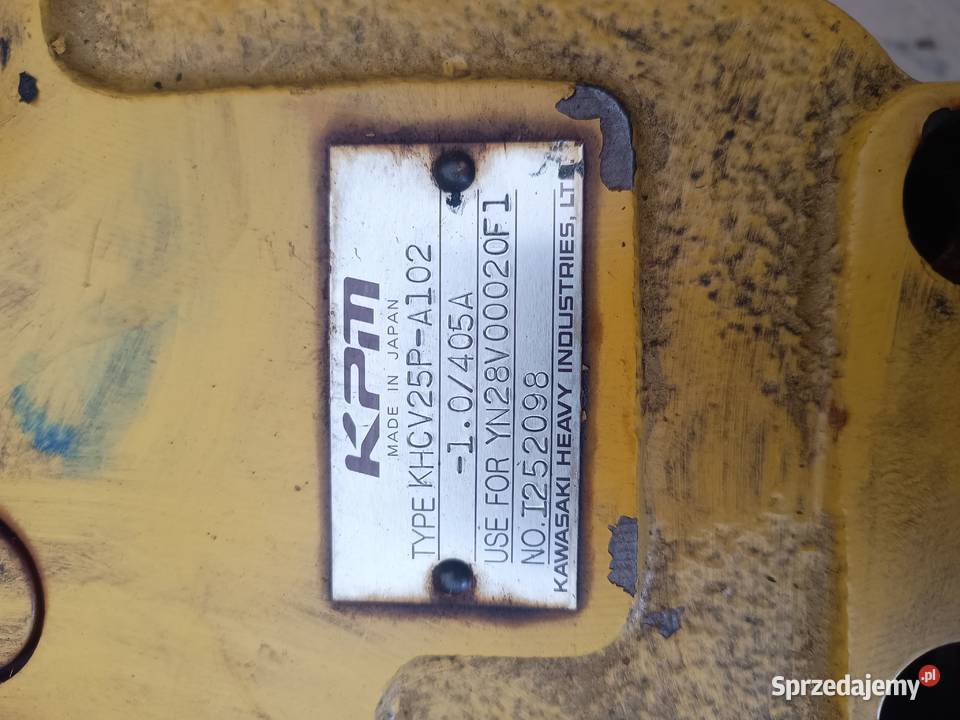 KPM
MADE IN JAPAN
TYPE KHCV25P-A102
-1.0/405A
USE FOR YN28V00020F1
NO. I252098
KAWASAKI HEAVY INDUSTRIES, LT
Sprzedajemy.pl